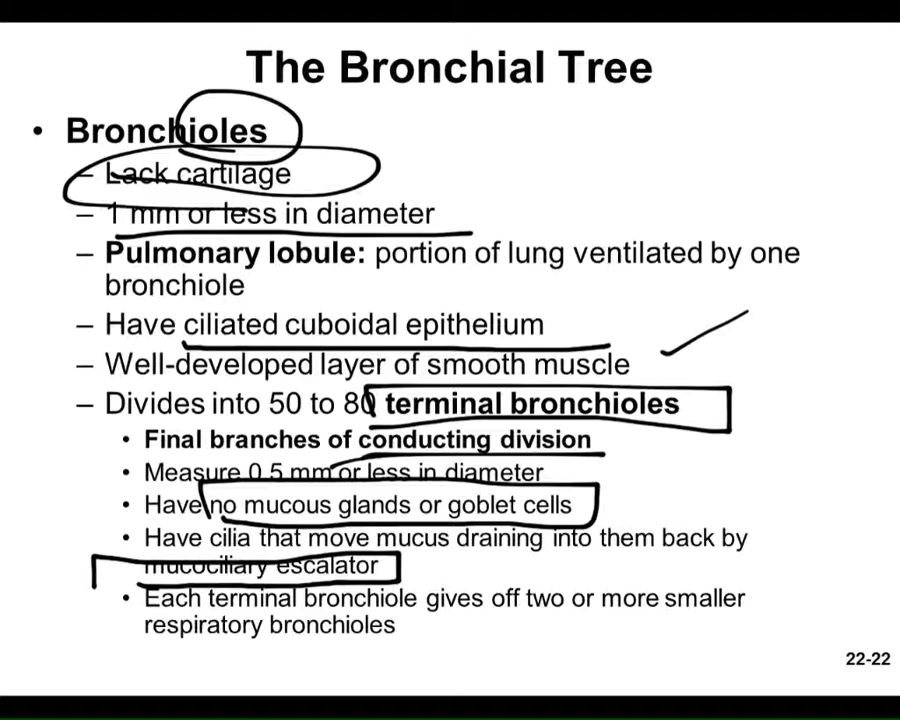 The Bronchial Tree
• Bronchioles
– Lack cartilage
– 1 mm or less in diameter
– Pulmonary lobule: portion of lung ventilated by one
bronchiole
– Have ciliated cuboidal epithelium
– Well-developed layer of smooth muscle
– Divides into 50 to 80 terminal bronchioles
• Final branches of conducting division
• Measure 0.5 mm or less in diameter
• Have no mucous glands or goblet cells
• Have cilia that move mucus draining into them back by
mucociliary escalator
• Each terminal bronchiole gives off two or more smaller
respiratory bronchioles
22-22